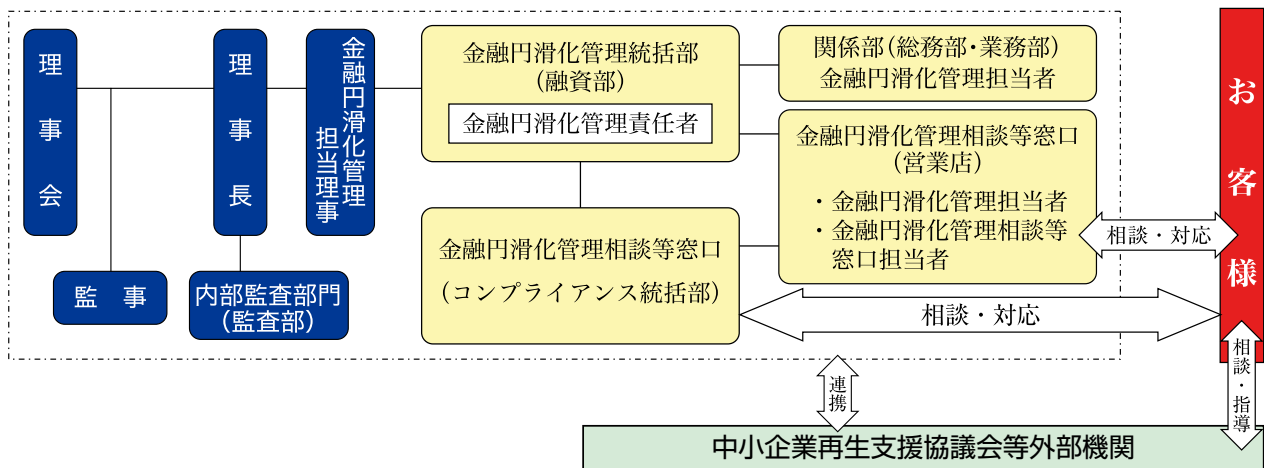 理事会
監　事
理事長
内部監査部門
（監査部）
金融円滑化管理
担当理事
金融円滑化管理統括部
（融資部）
金融円滑化管理責任者
金融円滑化管理相談等窓口
（コンプライアンス統括部）
関係部（総務部・業務部）
金融円滑化管理担当者
金融円滑化管理相談等窓口
（営業店）
・金融円滑化管理担当者
・金融円滑化管理相談等
窓口担当者
相談・対応
相談・対応
お客様
連携
相談・指導
中小企業再生支援協議会等外部機関